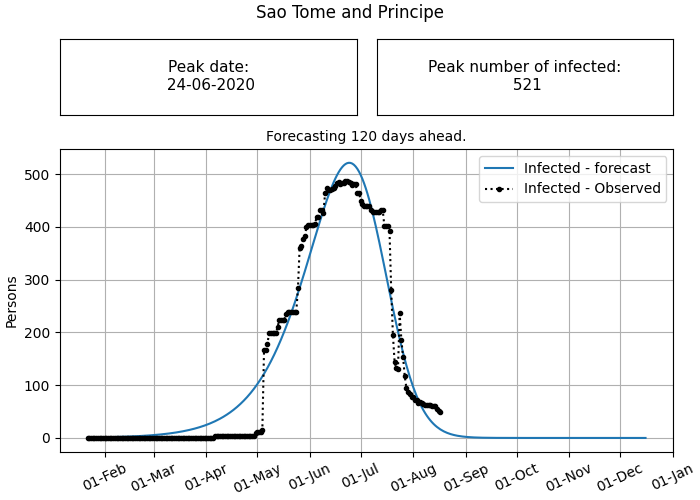 Sao Tome and Principe
Peak date:
24-06-2020
Peak number of infected:
521
Forecasting 120 days ahead.
Infected - forecast
Infected - Observed
Persons
500
400
300
200
100
0
01-Feb
01-Mar
01-Apr
01-May
01-Jun
01-Jul
01-Aug
01-Sep
01-Oct
01-Nov
01-Dec
01-Jan